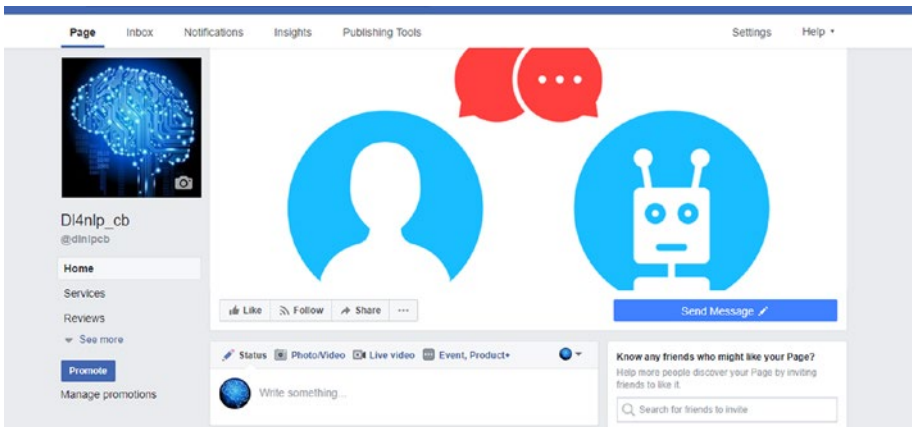 Page Inbox Notifications Insights Publishing Tools Settings Help
Dl4nlp_cb
@dlnlpcb
Home
Services
Reviews
See more
Promote
Manage promotions
Like Follow Share ...
Send Message
Status Photo/Video Live video Event, Product+
Write something...
Know any friends who might like your Page?
Help more people discover your Page by inviting
friends to like it.
Search for friends to invite